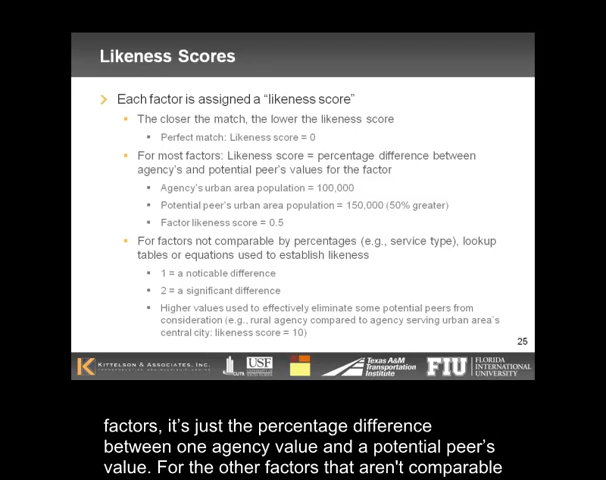 Likeness Scores
Each factor is assigned a “likeness score”
The closer the match, the lower the likeness score
Perfect match: Likeness score = 0
For most factors: Likeness score = percentage difference between
agency’s and potential peer’s values for the factor
Agency’s urban area population = 100,000
Potential peer’s urban area population = 150,000 (50% greater)
Factor likeness score = 0.5
For factors not comparable by percentages (e.g., service type), lookup
tables or equations used to establish likeness
1 = a noticable difference
2 = a significant difference
Higher values used to effectively eliminate some potential peers from
consideration (e.g., rural agency compared to agency serving urban area’s
central city: likeness score = 10)
25
KITTELSON & ASSOCIATES, INC.
CUTR
USF
Texas A&M
Transportation
Institute
FIU
FLORIDA
INTERNATIONAL
UNIVERSITY
factors, it’s just the percentage difference
between one agency value and a potential peer’s
value. For the other factors that aren't comparable